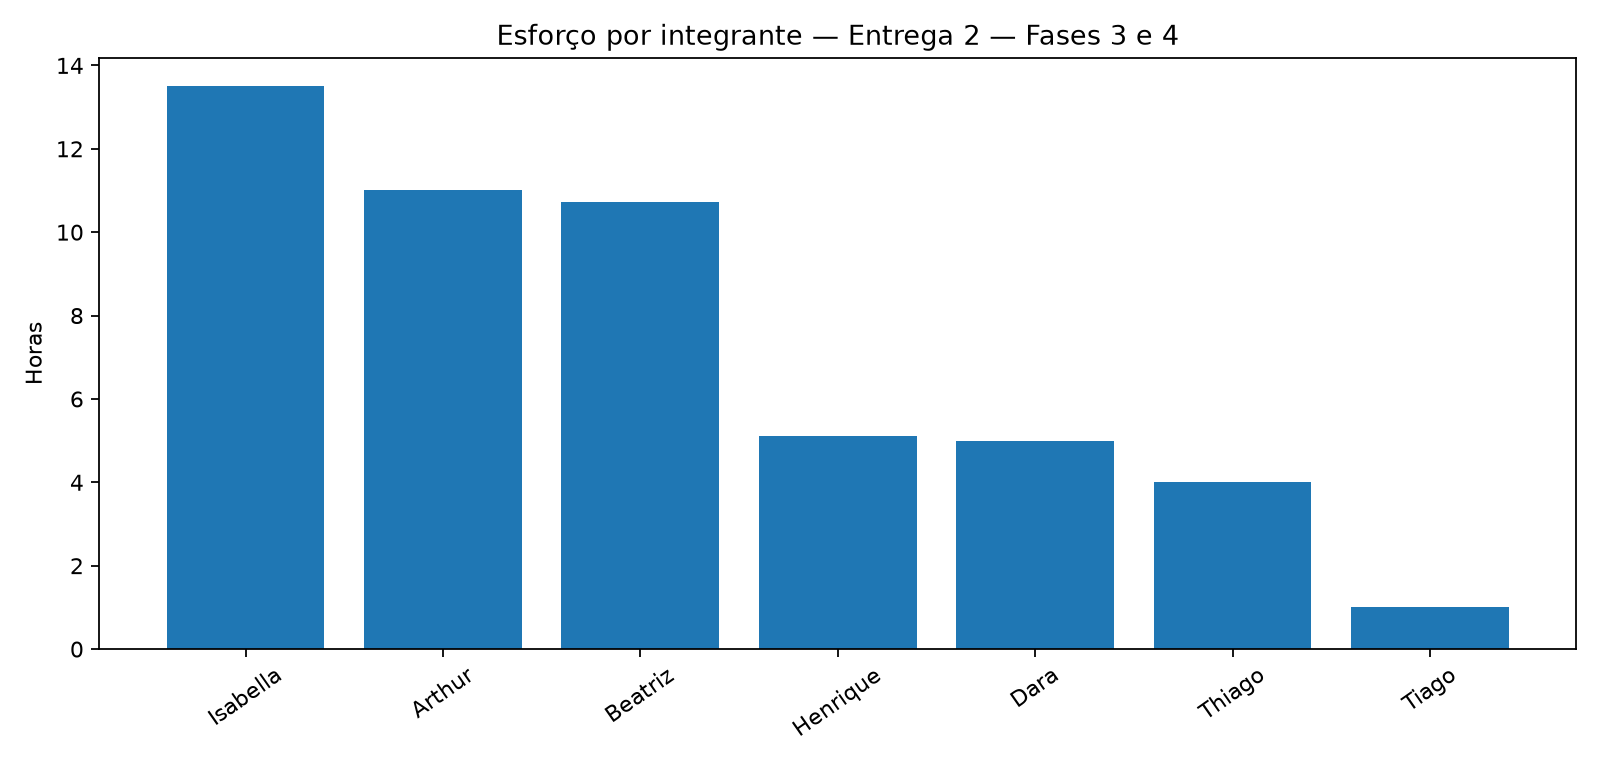 Esforço por integrante — Entrega 2 — Fases 3 e 4
Horas
14
12
10
8
6
4
2
0
Isabella
Arthur
Beatriz
Henrique
Dara
Thiago
Tiago